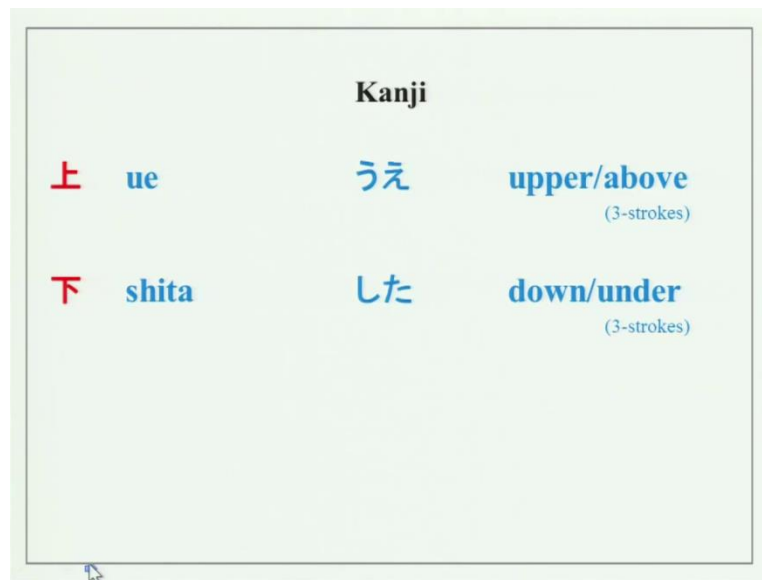 Kanji
上 ue うえ upper/above
(3-strokes)
下 shita した down/under
(3-strokes)